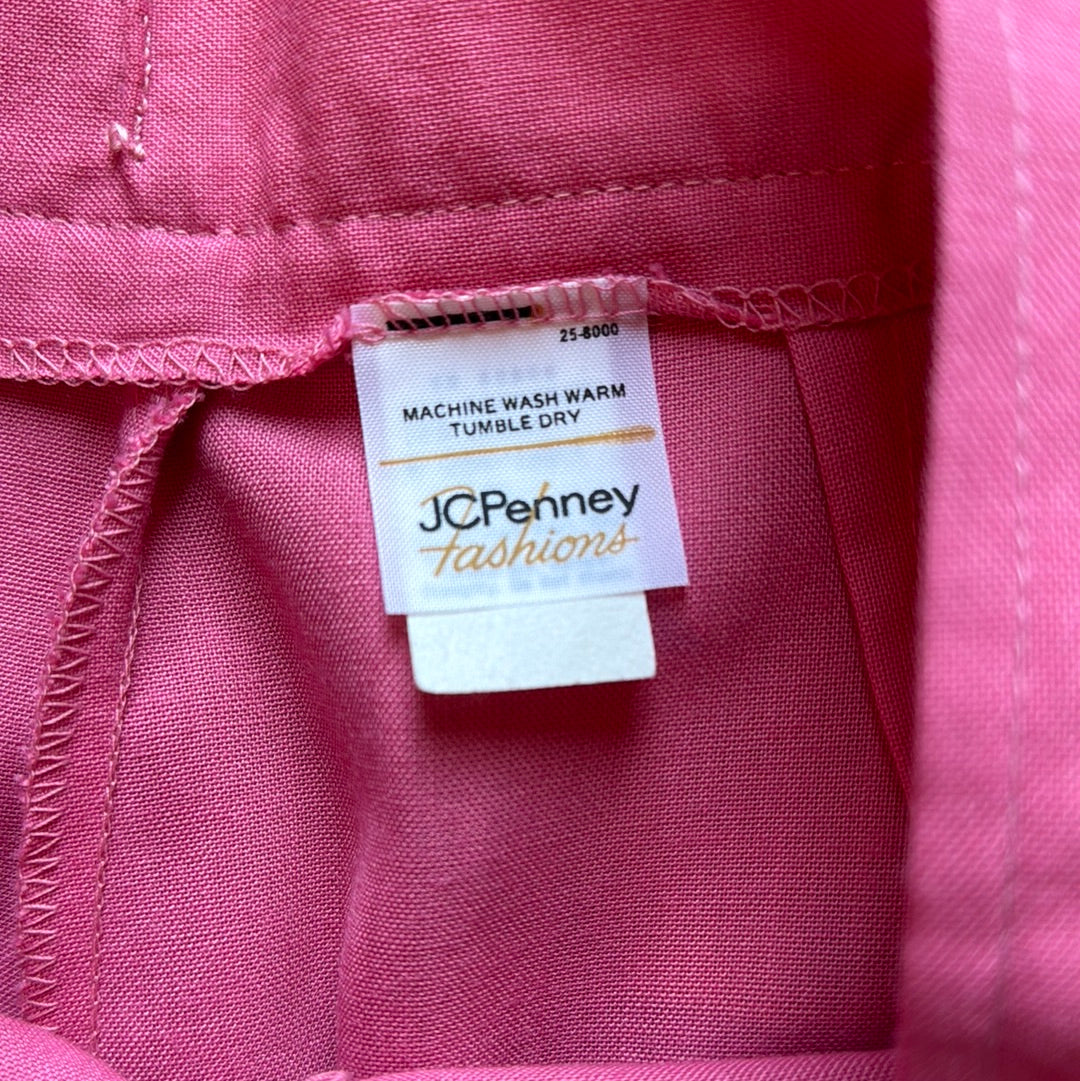 25-8000
MACHINE WASH WARM
TUMBLE DRY
JCPenney
Fashions